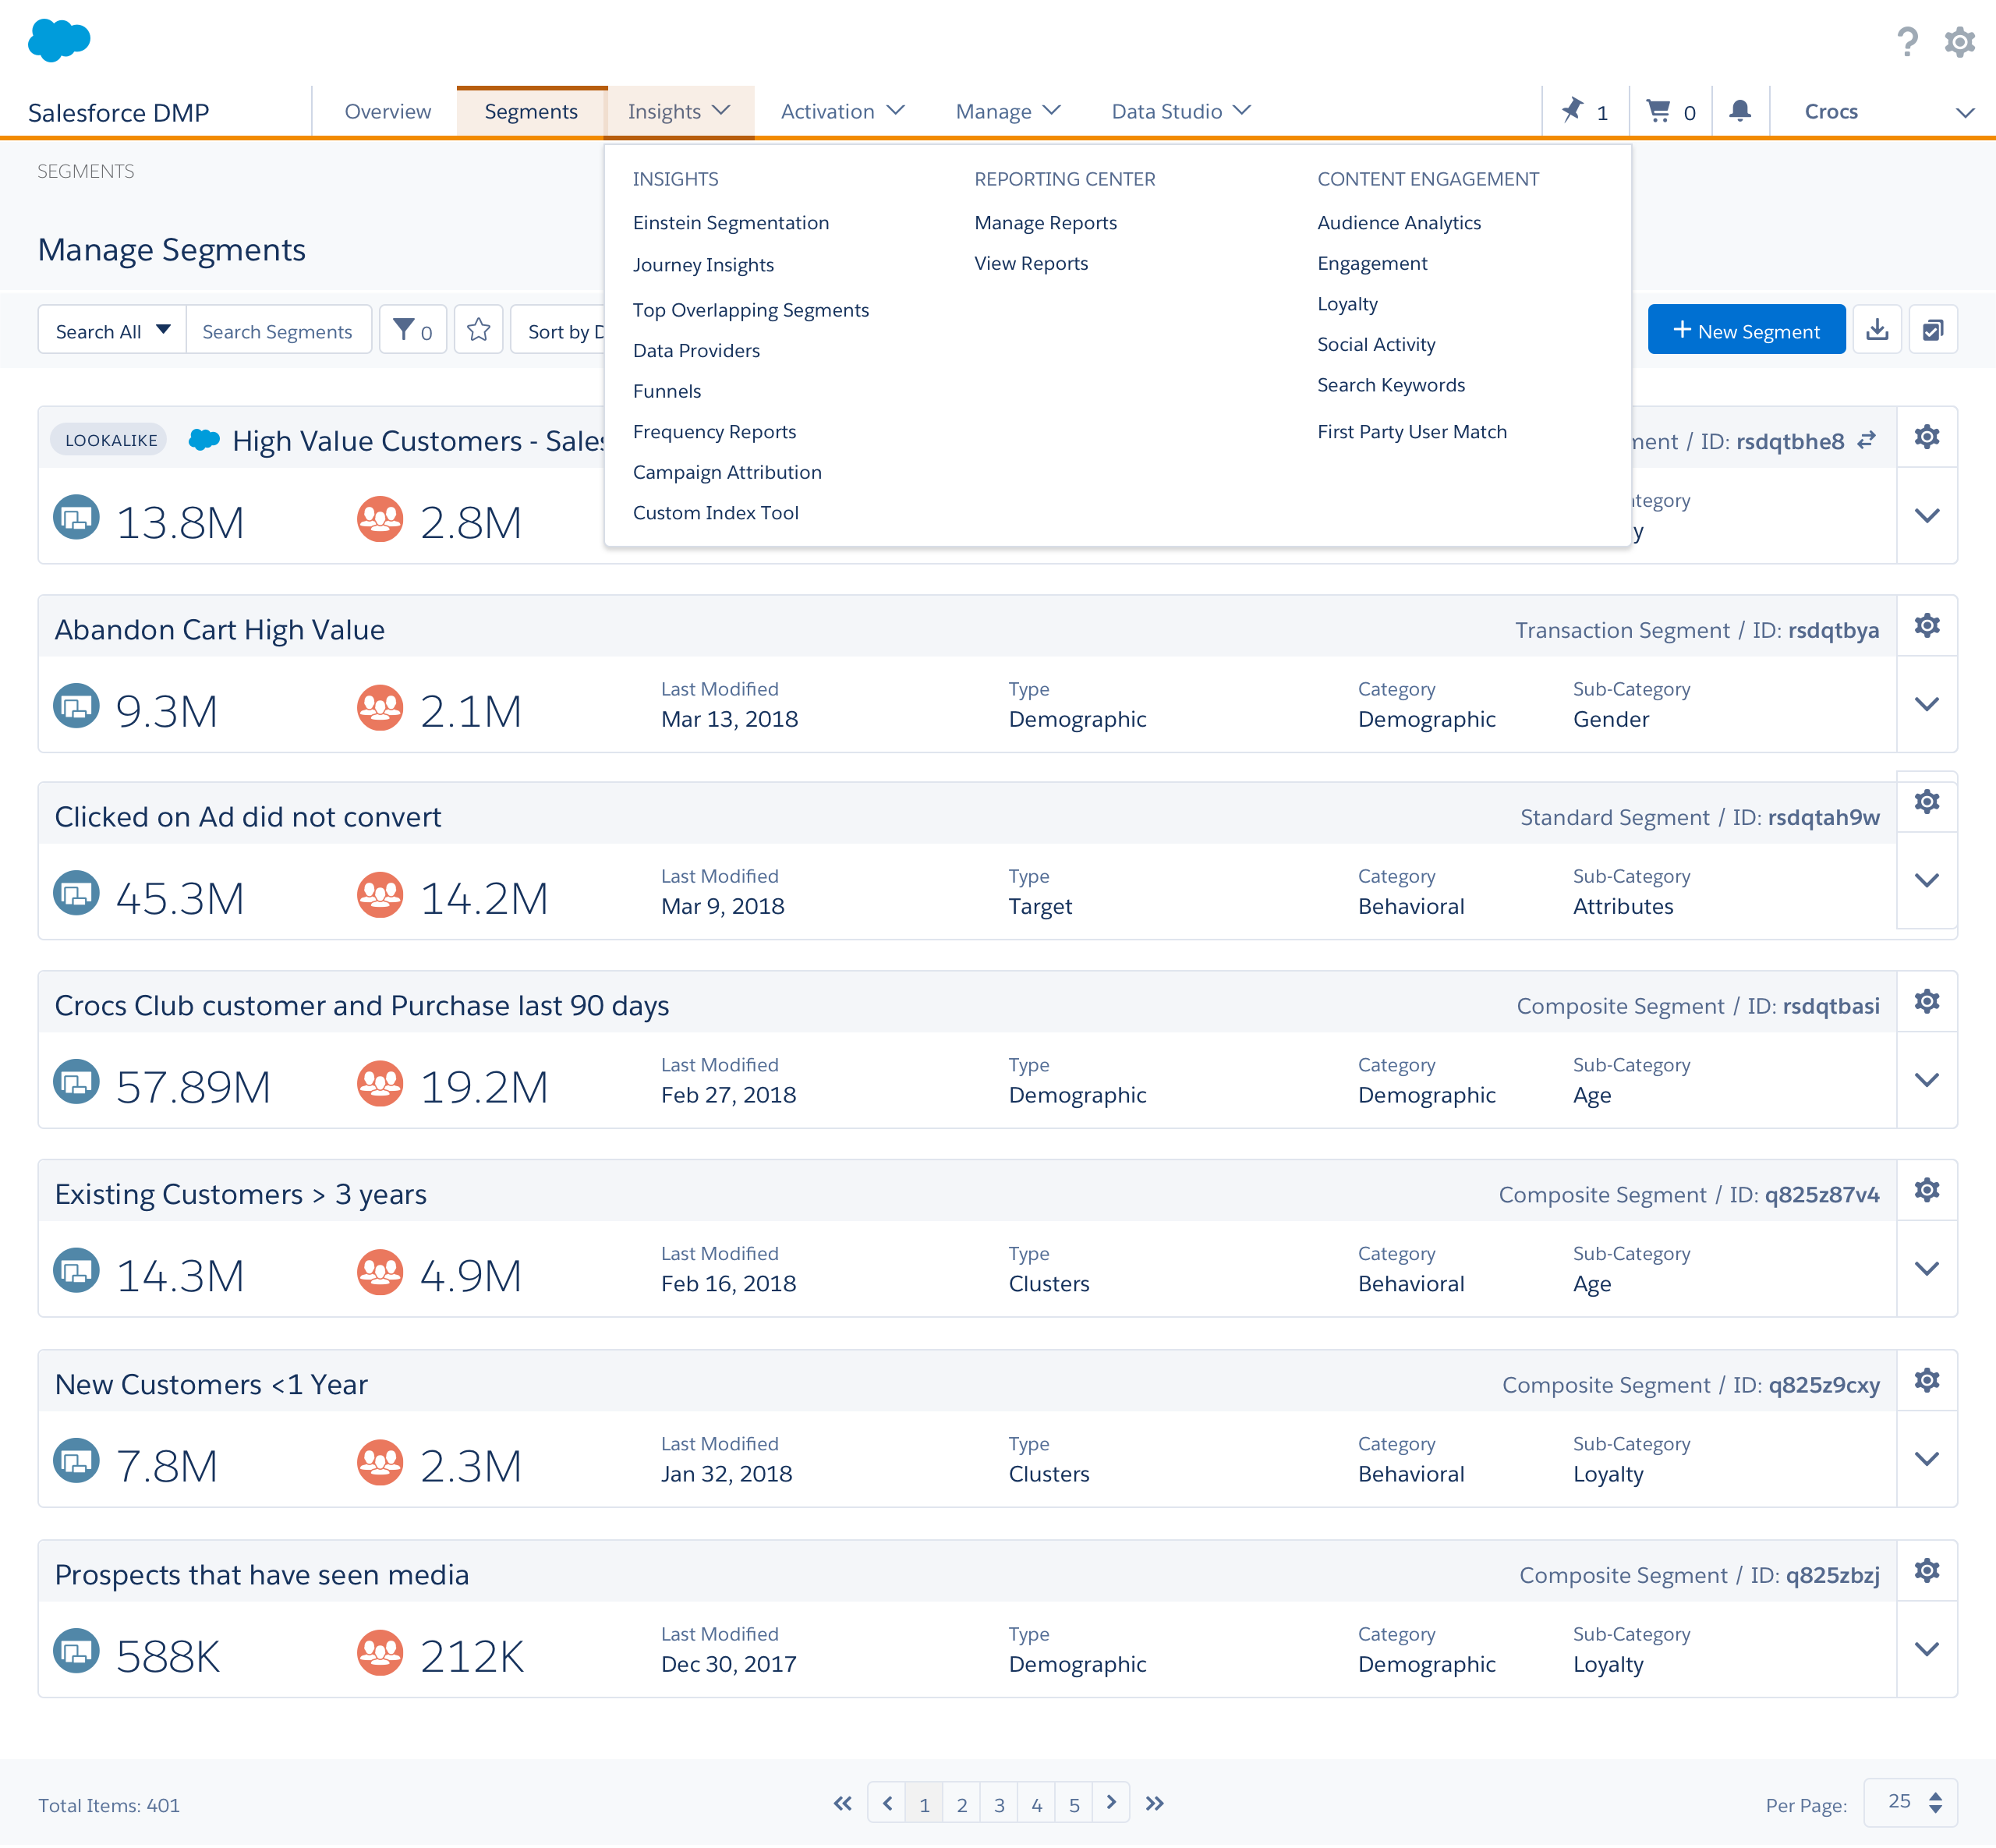 Salesforce DMP
Overview
Segments
Insights
Activation
Manage
Data Studio
1
0
Crocs
SEGMENTS
Manage Segments
Search All
Search Segments
0
Sort by D
New Segment
INSIGHTS
Einstein Segmentation
Journey Insights
Top Overlapping Segments
Data Providers
Funnels
Frequency Reports
Campaign Attribution
Custom Index Tool
REPORTING CENTER
Manage Reports
View Reports
CONTENT ENGAGEMENT
Audience Analytics
Engagement
Loyalty
Social Activity
Search Keywords
First Party User Match
LOOKALIKE
High Value Customers - Sales
ment / ID: rsdqtbhe8
13.8M
2.8M
tegory
y
Abandon Cart High Value
Transaction Segment / ID: rsdqtbya
9.3M
2.1M
Last Modified
Mar 13, 2018
Type
Demographic
Category
Demographic
Sub-Category
Gender
Clicked on Ad did not convert
Standard Segment / ID: rsdqtah9w
45.3M
14.2M
Last Modified
Mar 9, 2018
Type
Target
Category
Behavioral
Sub-Category
Attributes
Crocs Club customer and Purchase last 90 days
Composite Segment / ID: rsdqtbasi
57.89M
19.2M
Last Modified
Feb 27, 2018
Type
Demographic
Category
Demographic
Sub-Category
Age
Existing Customers > 3 years
Composite Segment / ID: q825z87v4
14.3M
4.9M
Last Modified
Feb 16, 2018
Type
Clusters
Category
Behavioral
Sub-Category
Age
New Customers <1 Year
Composite Segment / ID: q825z9cxy
7.8M
2.3M
Last Modified
Jan 32, 2018
Type
Clusters
Category
Behavioral
Sub-Category
Loyalty
Prospects that have seen media
Composite Segment / ID: q825zbzj
588K
212K
Last Modified
Dec 30, 2017
Type
Demographic
Category
Demographic
Sub-Category
Loyalty
Total Items: 401
1 2 3 4 5
Per Page: 25